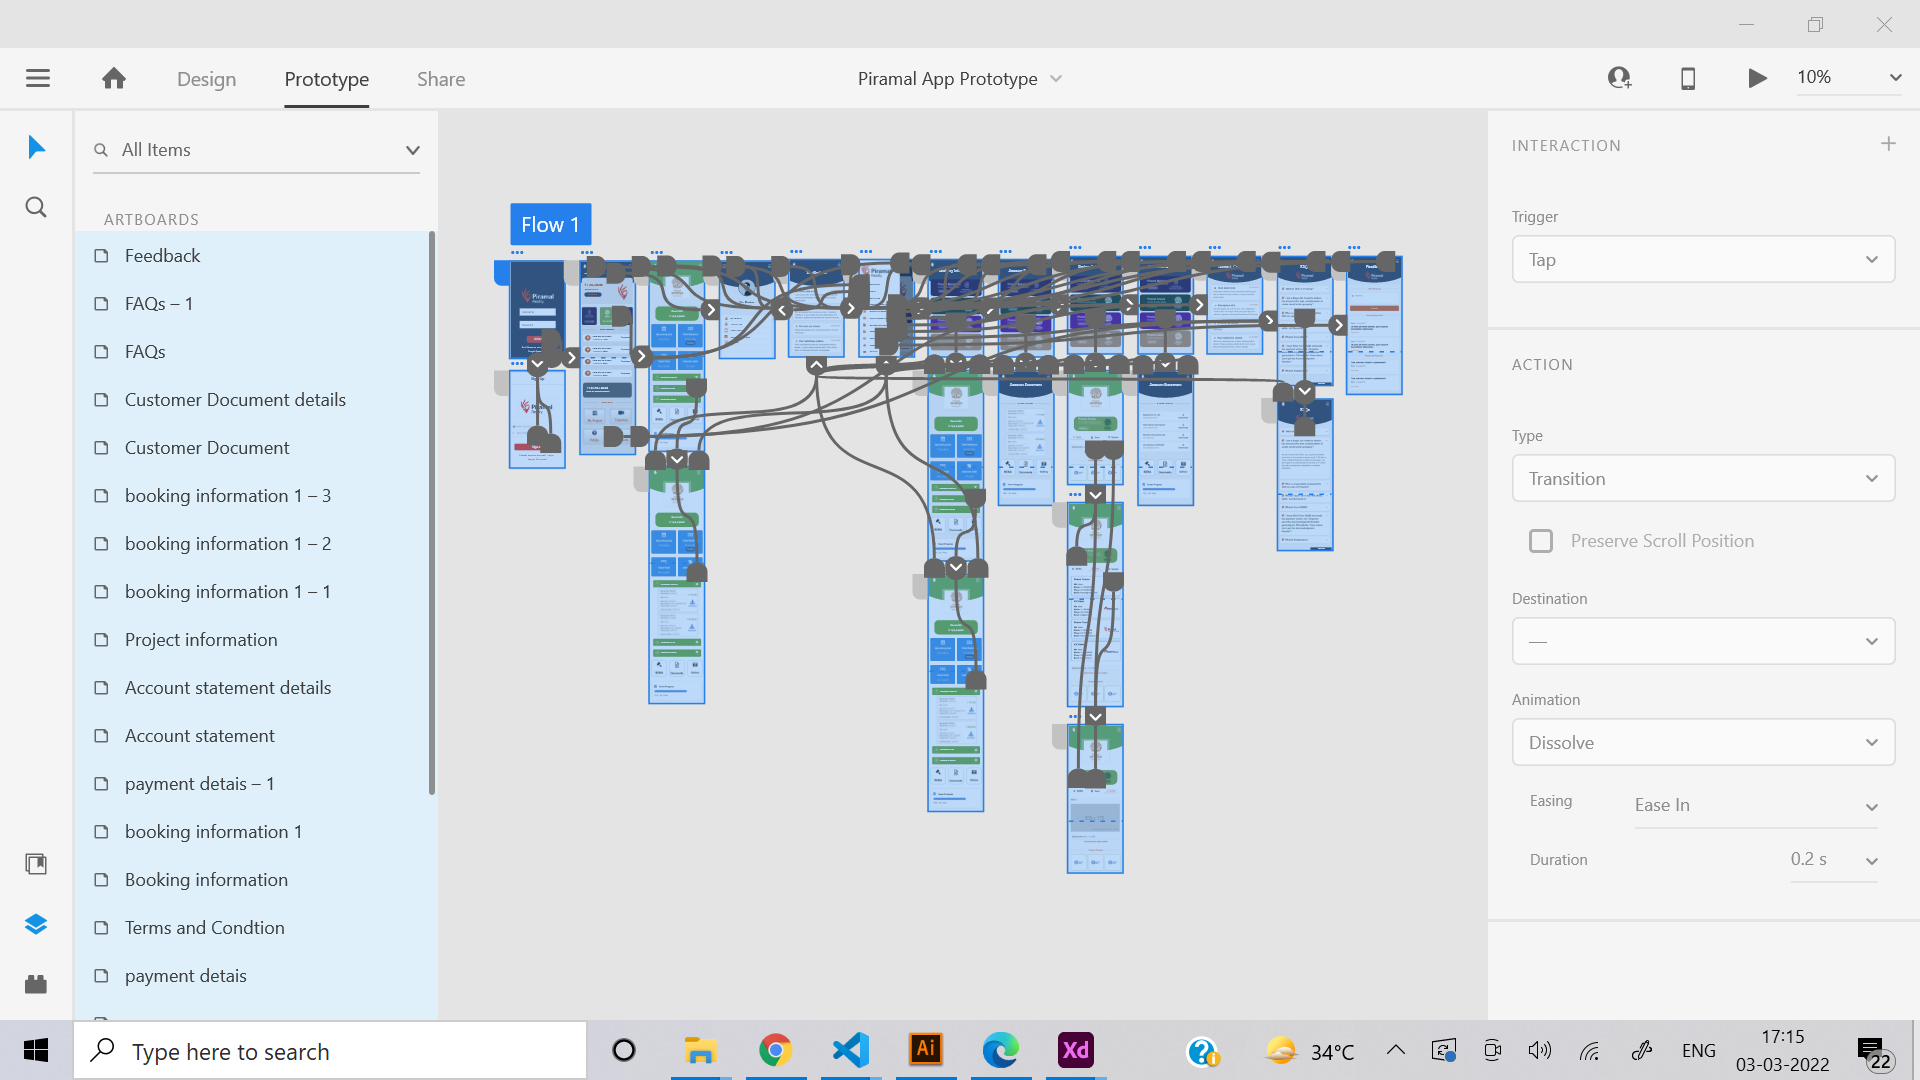 Design
Prototype
Share
Piramal App Prototype
10%
All Items
ARTBOARDS
Feedback
FAQs – 1
FAQs
Customer Document details
Customer Document
booking information 1 – 3
booking information 1 – 2
booking information 1 – 1
Project information
Account statement details
Account statement
payment detais – 1
booking information 1
Booking information
Terms and Condtion
payment detais
Flow 1
Piramal
Piramal
INTERACTION
Trigger
Tap
ACTION
Type
Transition
Preserve Scroll Position
Destination
—
Animation
Dissolve
Easing
Ease In
Duration
0.2 s
Type here to search
Ai
Xd
34°C
ENG
17:15
03-03-2022
22